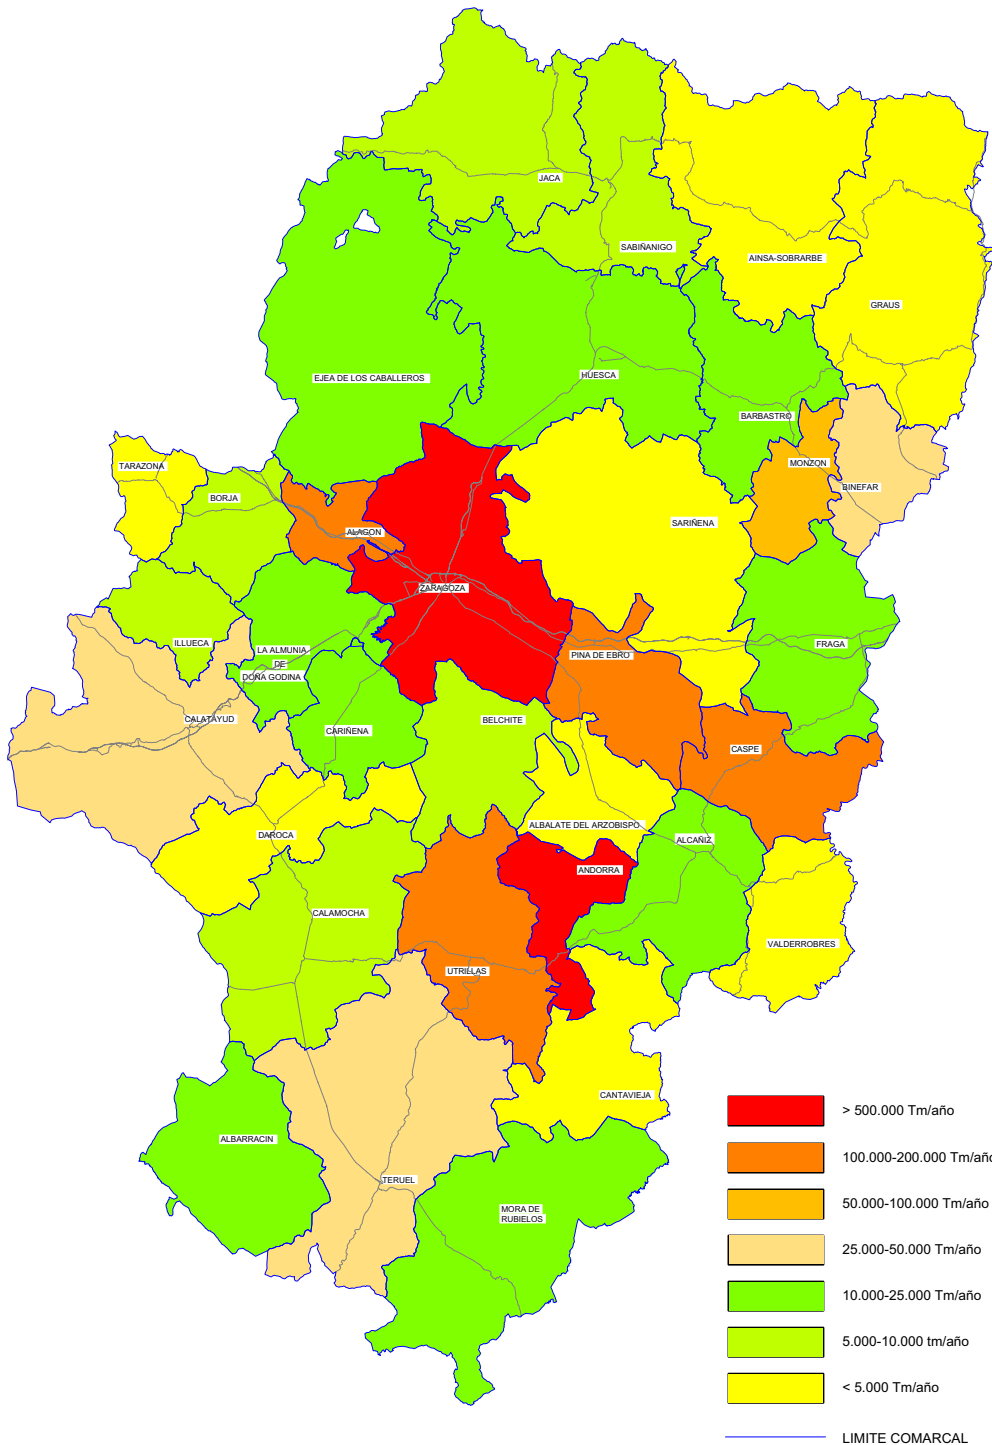 JACA
SABIÑANIGO
AINSA-SOBRARBE
GRAUS
EJEA DE LOS CABALLEROS
HUESCA
BARBASTRO
TARAZONA
MONZON
BORJA
BINEFAR
SARIÑENA
ALAGON
ZARAGOZA
ILLUECA
LA ALMUNIA
DE
DOÑA GODINA
PINA DE EBRO
FRAGA
CALATAYUD
BELCHITE
CARIÑENA
CASPE
ALBALATE DEL ARZOBISPO
DAROCA
ALCAÑIZ
ANDORRA
CALAMOCHA
VALDERROBRES
UTRILLAS
CANTAVIEJA
ALBARRACIN
TERUEL
MORA DE
RUBIELOS
> 500.000 Tm/año
100.000-200.000 Tm/año
50.000-100.000 Tm/año
25.000-50.000 Tm/año
10.000-25.000 Tm/año
5.000-10.000 tm/año
< 5.000 Tm/año
LIMITE COMARCAL